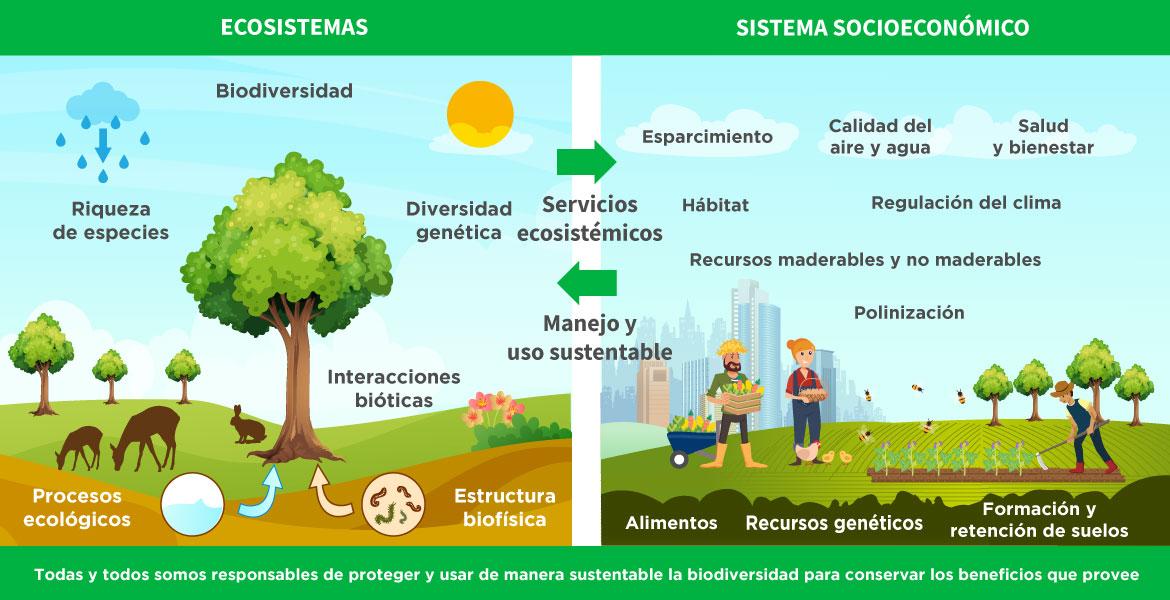 ECOSISTEMAS
SISTEMA SOCIOECONÓMICO
Biodiversidad
Riqueza
de especies
Diversidad
genética
Interacciones
bióticas
Procesos
ecológicos
Estructura
biofísica
Servicios
ecosistémicos
Manejo y
uso sustentable
Esparcimiento
Calidad del
aire y agua
Salud
y bienestar
Hábitat
Regulación del clima
Recursos maderables y no maderables
Polinización
Alimentos
Recursos genéticos
Formación y
retención de suelos
Todas y todos somos responsables de proteger y usar de manera sustentable la biodiversidad para conservar los beneficios que provee